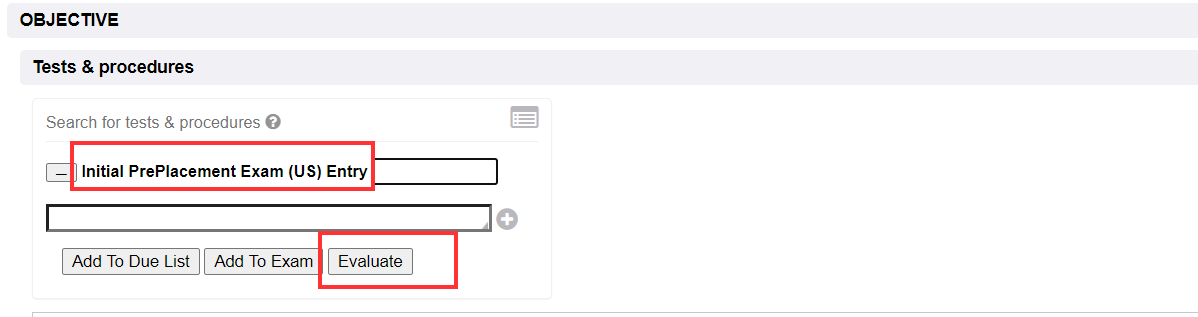 OBJECTIVE
Tests & procedures
Search for tests & procedures ?
– Initial PrePlacement Exam (US) Entry
Add To Due List Add To Exam Evaluate